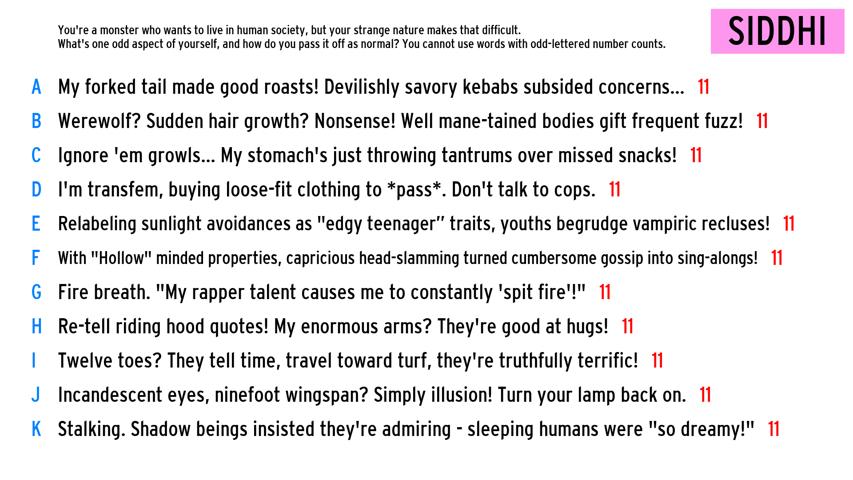 You're a monster who wants to live in human society, but your strange nature makes that difficult.
What's one odd aspect of yourself, and how do you pass it off as normal? You cannot use words with odd-lettered number counts.
SIDDHI
A My forked tail made good roasts! Devilishly savory kebabs subsided concerns... 11
B Werewolf? Sudden hair growth? Nonsense! Well mane-tained bodies gift frequent fuzz! 11
C Ignore 'em growls... My stomach's just throwing tantrums over missed snacks! 11
D I'm transfem, buying loose-fit clothing to *pass*. Don't talk to cops. 11
E Relabeling sunlight avoidances as "edgy teenager” traits, youths begrudge vampiric recluses! 11
F With "Hollow" minded properties, capricious head-slamming turned cumbersome gossip into sing-alongs! 11
G Fire breath. "My rapper talent causes me to constantly 'spit fire'!" 11
H Re-tell riding hood quotes! My enormous arms? They're good at hugs! 11
I Twelve toes? They tell time, travel toward turf, they're truthfully terrific! 11
J Incandescent eyes, ninefoot wingspan? Simply illusion! Turn your lamp back on. 11
K Stalking. Shadow beings insisted they're admiring - sleeping humans were "so dreamy!" 11